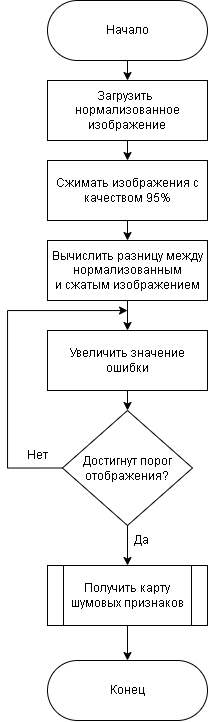 Начало
Загрузить
нормализованное
изображение
Сжимать изображения с
качеством 95%
Вычислить разницу между
нормализованным
и сжатым изображением
Увеличить значение
ошибки
Достигнут порог
отображения?
Нет
Да
Получить карту
шумовых признаков
Конец